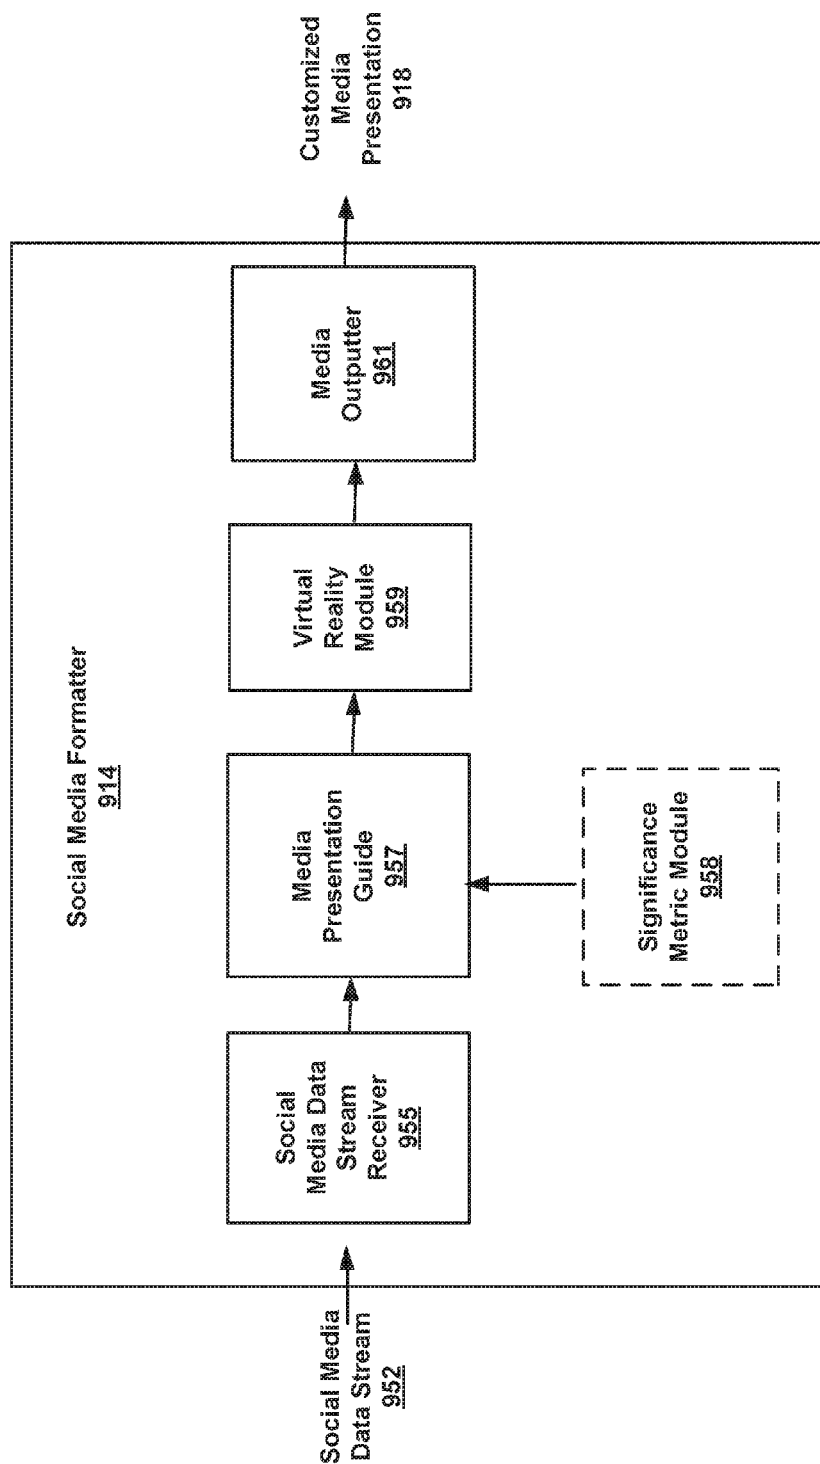 Social Media Formatter
914
Social Media
Data Stream
952
Social
Media Data
Stream
Receiver
955
Media
Presentation
Guide
957
Virtual
Reality
Module
959
Media
Outputter
961
Customized
Media
Presentation
918
Significance
Metric Module
958